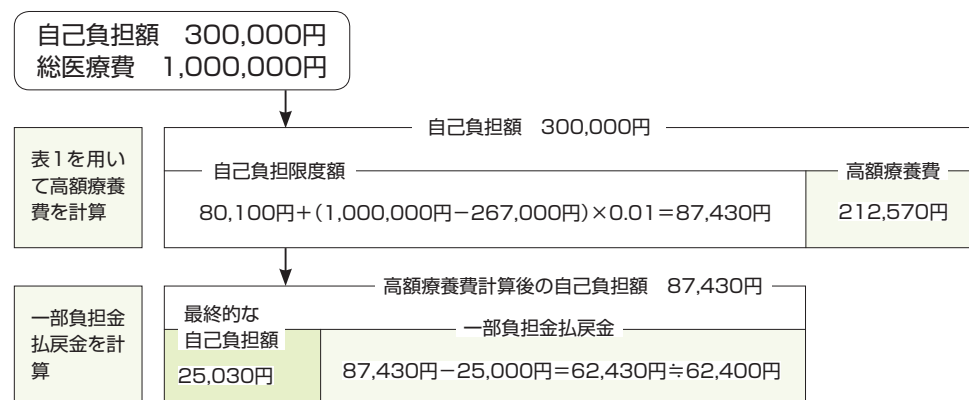 自己負担額　300,000円
総医療費　1,000,000円
自己負担額　300,000円
表1を用い
て高額療養
費を計算
自己負担限度額
高額療養費
80,100円＋（1,000,000円－267,000円）×0.01＝87,430円
212,570円
高額療養費計算後の自己負担額　87,430円
一部負担金
払戻金を計
算
最終的な
自己負担額
25,030円
一部負担金払戻金
87,430円－25,000円＝62,430円≒62,400円